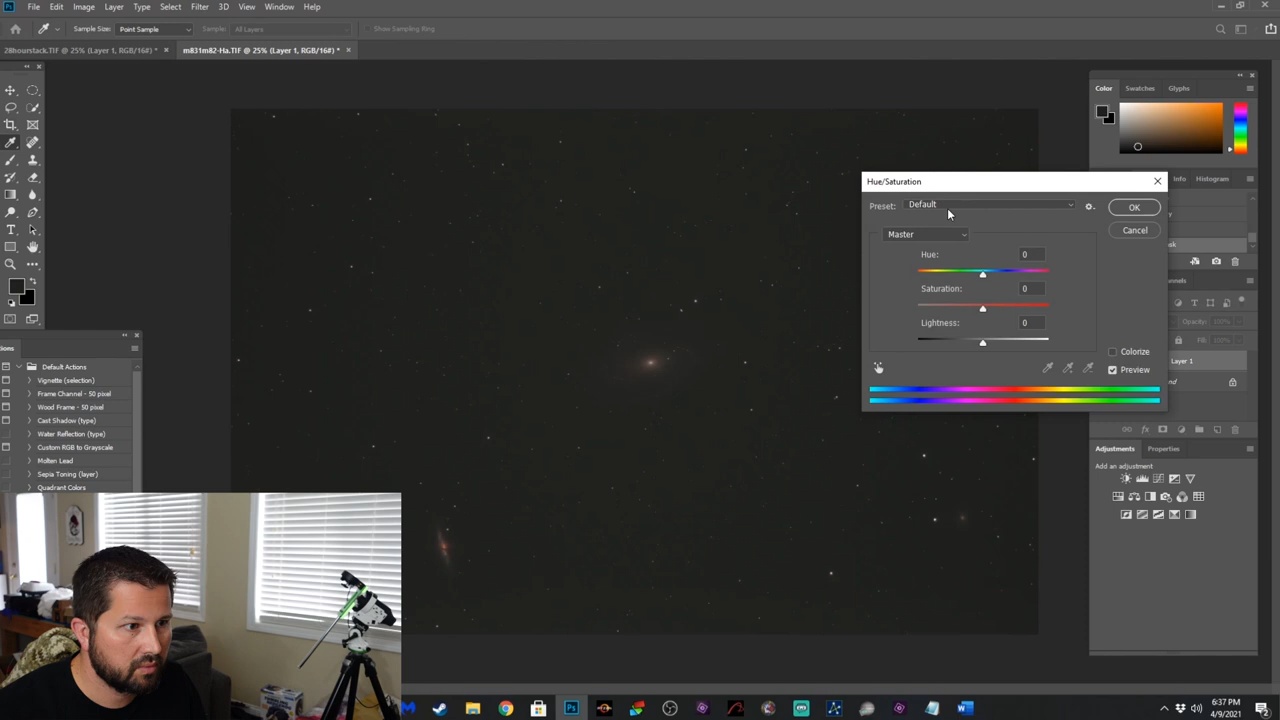 Ps File Edit Image Layer Type Select Filter 3D View Window Help
Sample Size: Point Sample Sample: All Layers Show Sampling Ring
28hourstack.TIF @ 25% (Layer 1, RGB/16#) * × m831m82-Ha.TIF @ 25% (Layer 1, RGB/16#) * ×
Color Swatches Glyphs
Info Histogram
Hue/Saturation
Preset: Default OK
Master Cancel
Hue: 0
Saturation: 0
Lightness: 0
Colorize
Preview
Opacity: 100%
Layer 1
Adjustments Properties
Add an adjustment
Default Actions
Vignette (selection)
Frame Channel - 50 pixel
Wood Frame - 50 pixel
Cast Shadow (type)
Water Reflection (type)
Custom RGB to Grayscale
Molten Lead
Sepia Toning (layer)
Quadrant Colors
Ps
6:37 PM
4/9/2021